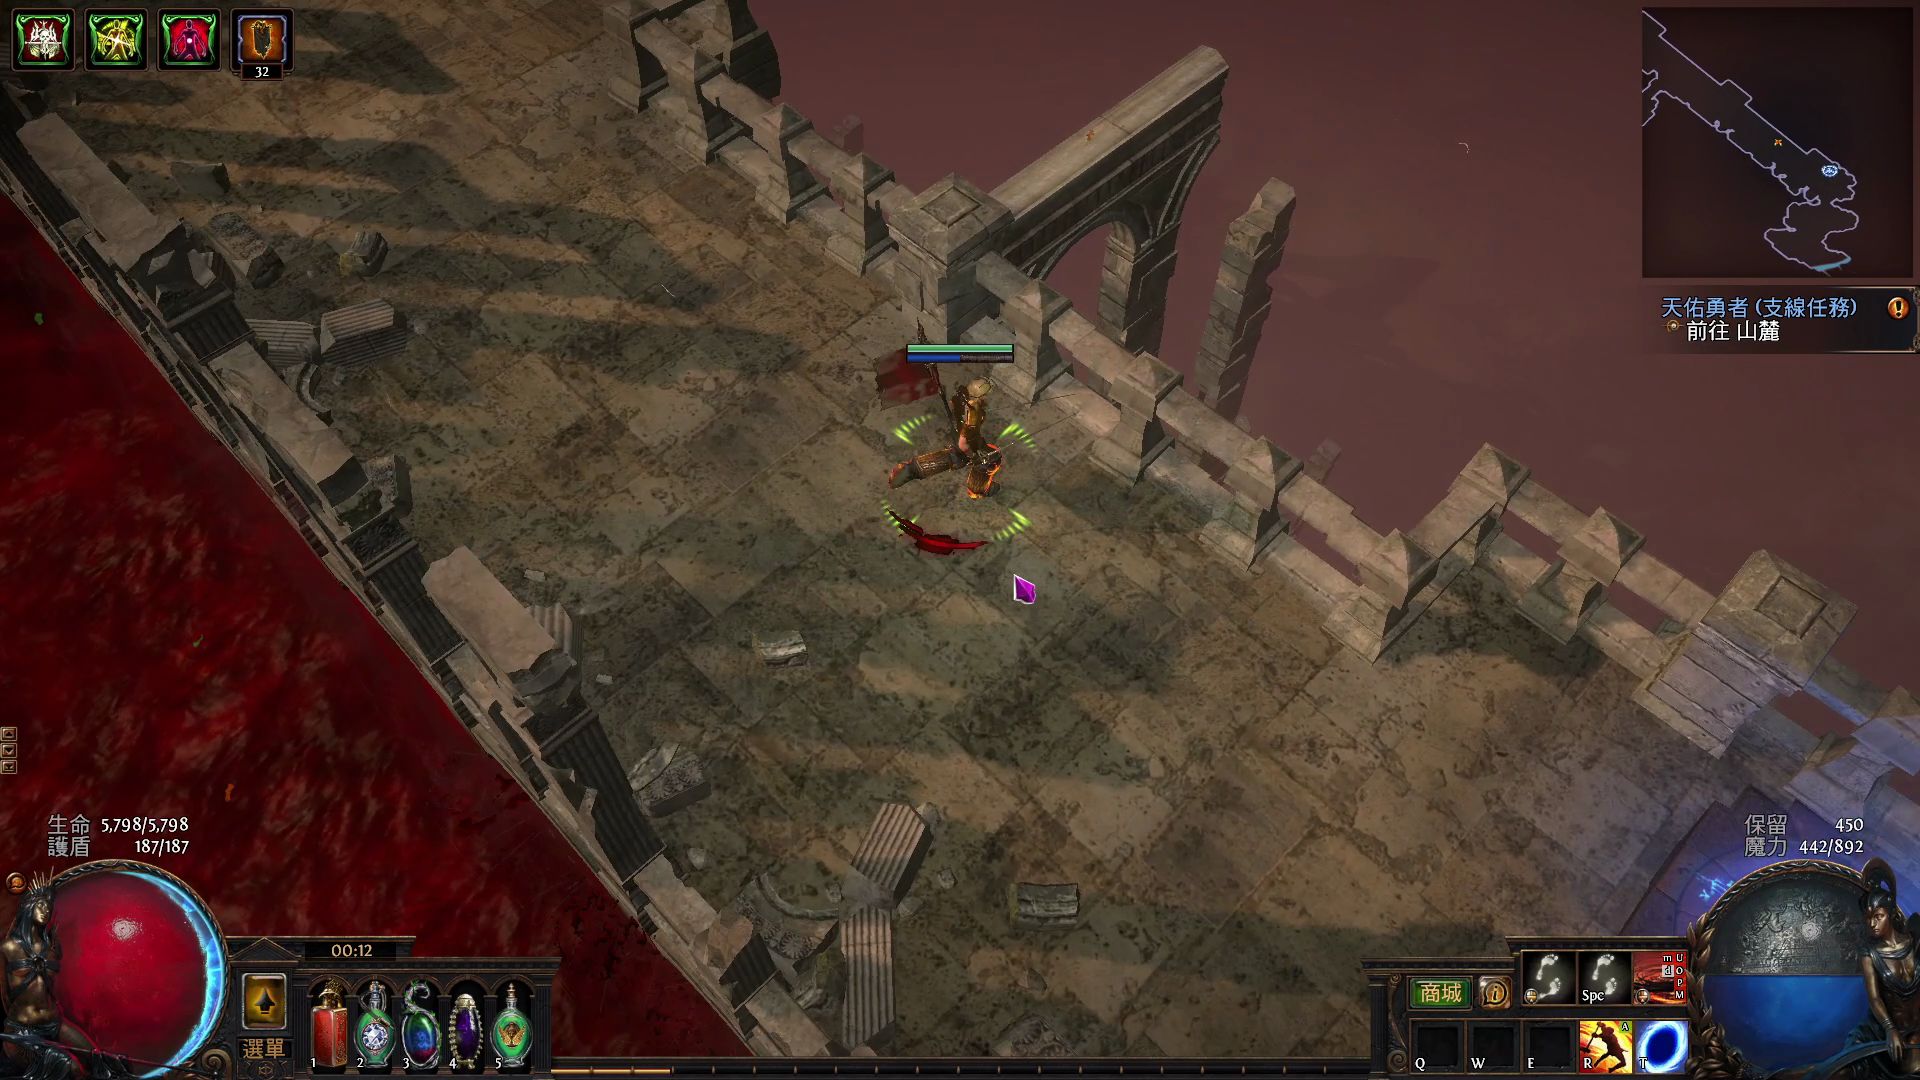 32
天佑勇者 (支線任務)
前往 山麓
生命 5,798/5,798
護盾 187/187
保留 450
魔力 442/892
00:12
選單
1 2 3 4 5
商城
Spc
m U
d O
P
M
Q W E R T
A